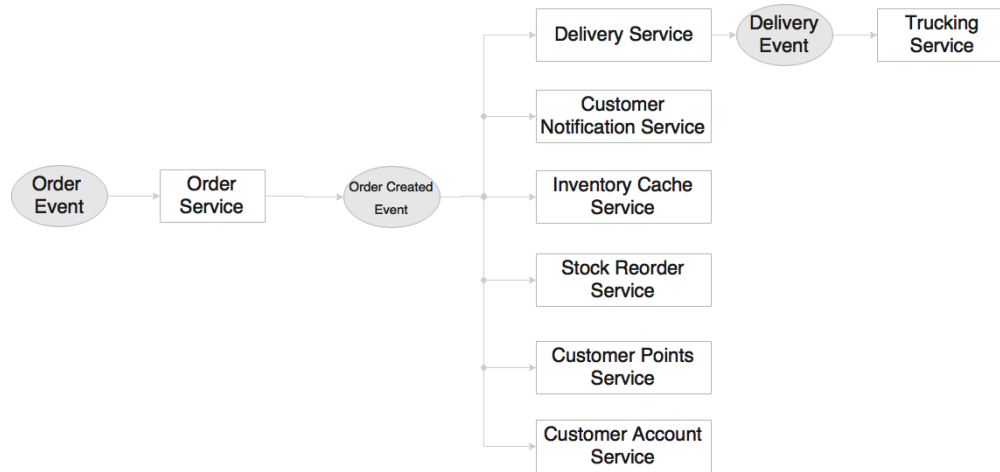 Order
Event
Order
Service
Order Created
Event
Delivery Service
Delivery
Event
Trucking
Service
Customer
Notification Service
Inventory Cache
Service
Stock Reorder
Service
Customer Points
Service
Customer Account
Service